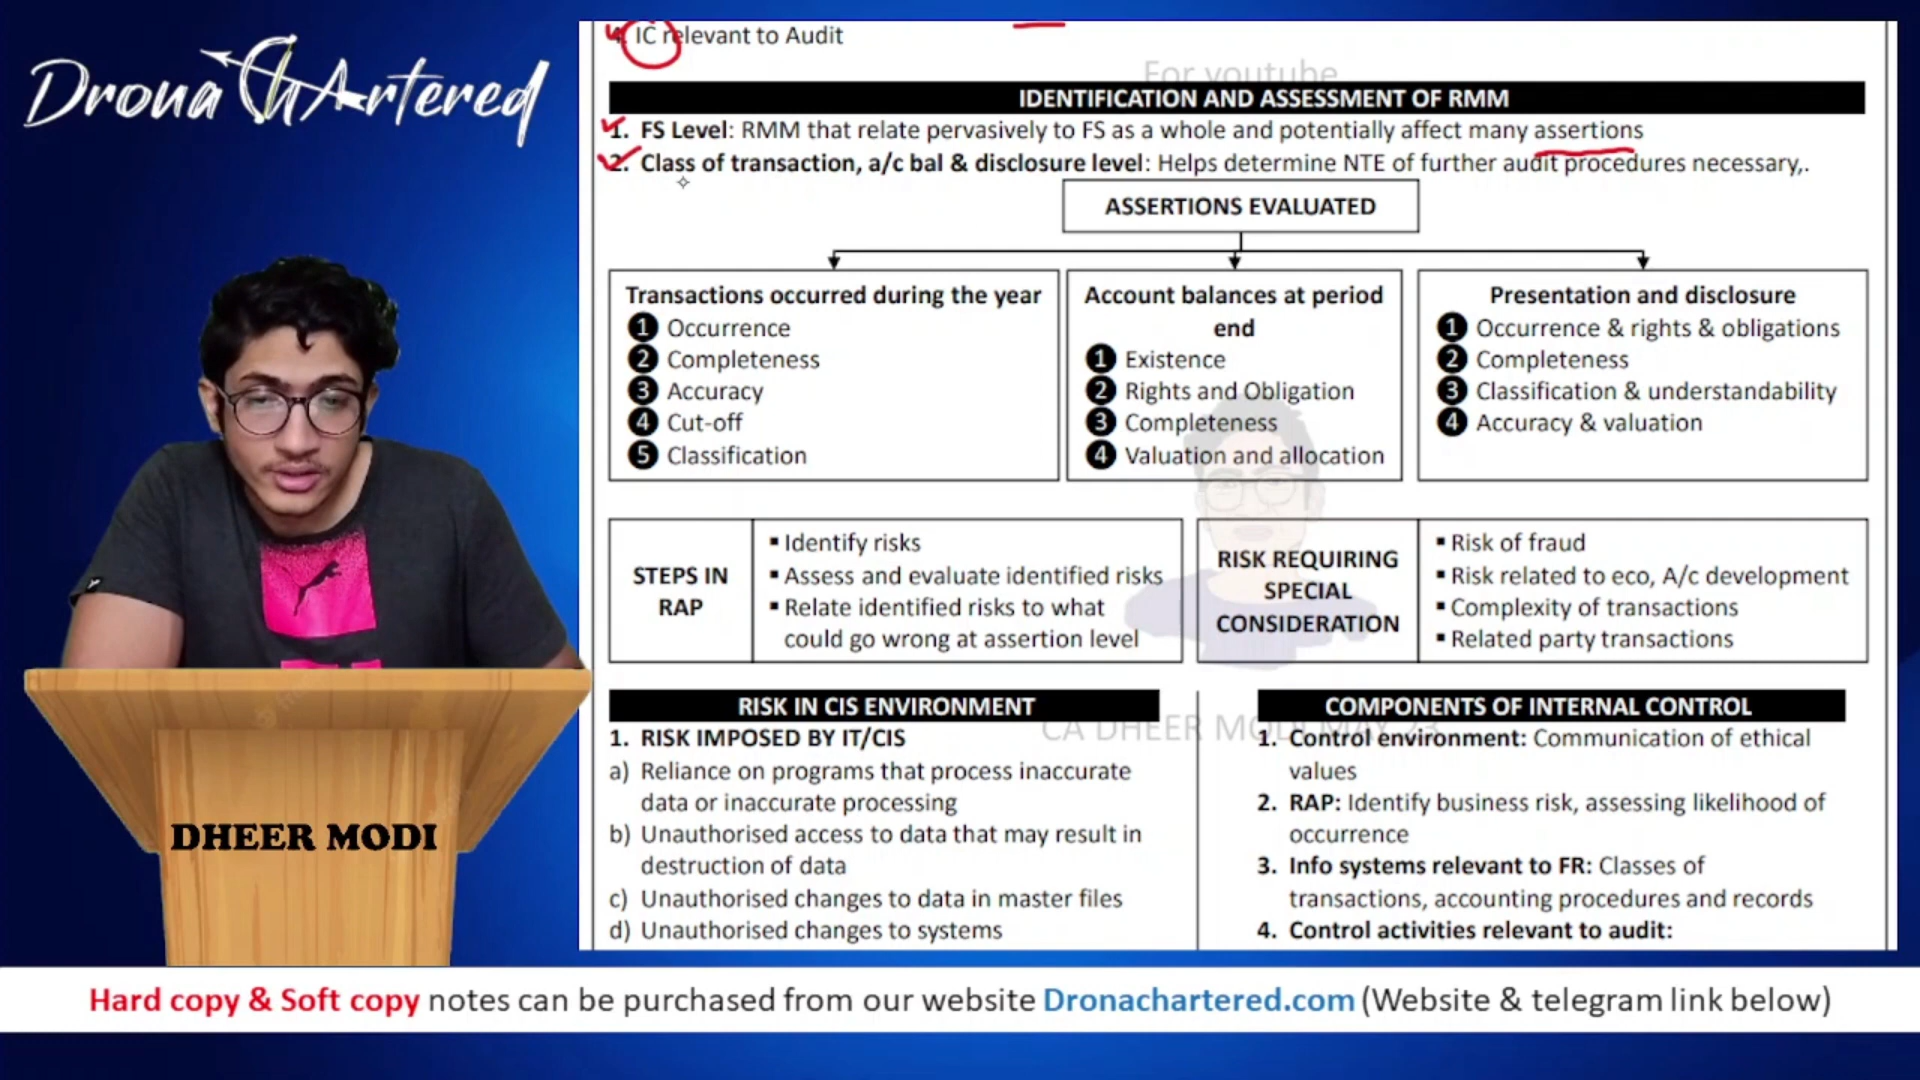 Drona Chartered
4. IC relevant to Audit
For youtube
IDENTIFICATION AND ASSESSMENT OF RMM
1. FS Level: RMM that relate pervasively to FS as a whole and potentially affect many assertions
2. Class of transaction, a/c bal & disclosure level: Helps determine NTE of further audit procedures necessary,.
ASSERTIONS EVALUATED
Transactions occurred during the year
1 Occurrence
2 Completeness
3 Accuracy
4 Cut-off
5 Classification
Account balances at period
end
1 Existence
2 Rights and Obligation
3 Completeness
4 Valuation and allocation
Presentation and disclosure
1 Occurrence & rights & obligations
2 Completeness
3 Classification & understandability
4 Accuracy & valuation
STEPS IN
RAP
▪ Identify risks
▪ Assess and evaluate identified risks
▪ Relate identified risks to what
could go wrong at assertion level
RISK REQUIRING
SPECIAL
CONSIDERATION
▪ Risk of fraud
▪ Risk related to eco, A/c development
▪ Complexity of transactions
▪ Related party transactions
RISK IN CIS ENVIRONMENT
1. RISK IMPOSED BY IT/CIS
a) Reliance on programs that process inaccurate
data or inaccurate processing
b) Unauthorised access to data that may result in
destruction of data
c) Unauthorised changes to data in master files
d) Unauthorised changes to systems
CA DHEER MODI MAY 23
COMPONENTS OF INTERNAL CONTROL
1. Control environment: Communication of ethical
values
2. RAP: Identify business risk, assessing likelihood of
occurrence
3. Info systems relevant to FR: Classes of
transactions, accounting procedures and records
4. Control activities relevant to audit:
DHEER MODI
Hard copy & Soft copy notes can be purchased from our website Dronachartered.com (Website & telegram link below)